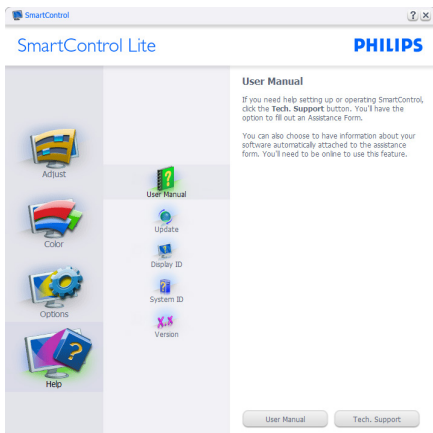 SmartControl
SmartControl Lite
PHILIPS
Adjust
Color
Options
Help
User Manual
Update
Display ID
System ID
X.X
Version
User Manual
If you need help setting up or operating SmartControl,
click the Tech. Support button. You'll have the
option to fill out an Assistance Form.
You can also choose to have information about your
software automatically attached to the assistance
form. You'll need to be online to use this feature.
User Manual
Tech. Support